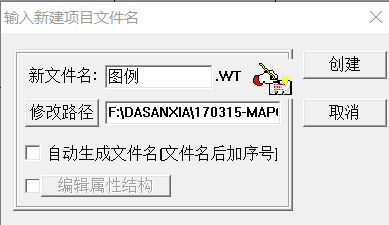 输入新建项目文件名
新文件名: 图例 .WT
创建
修改路径 F:\DASANXIA\170315-MAP
取消
自动生成文件名(文件名后加序号)
编辑属性结构